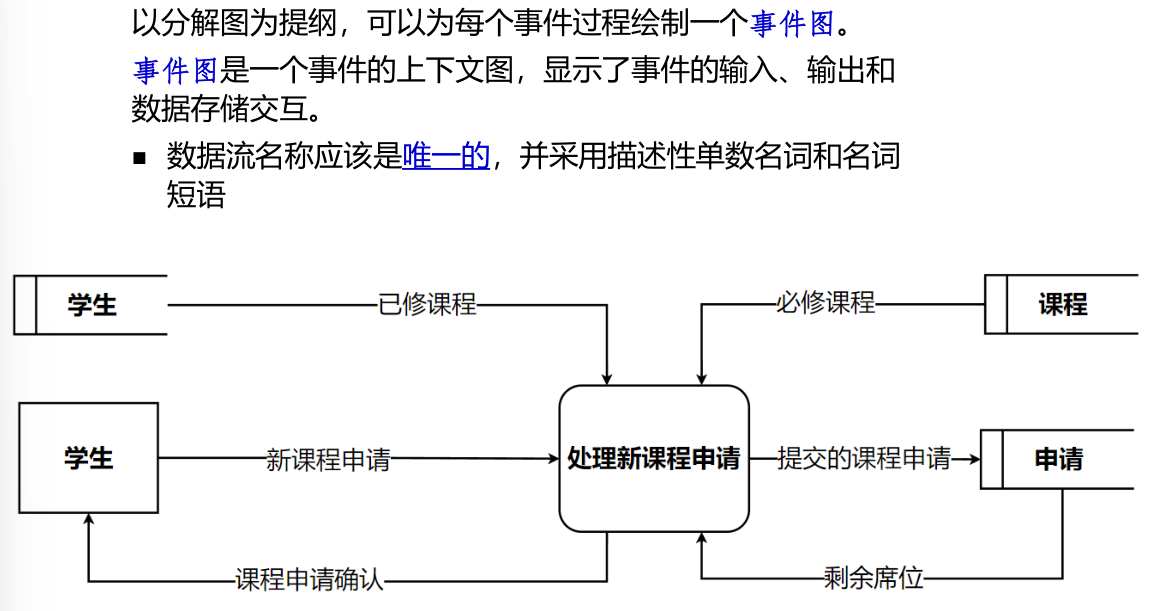 以分解图为提纲，可以为每个事件过程绘制一个事件图。
事件图是一个事件的上下文图，显示了事件的输入、输出和
数据存储交互。
■ 数据流名称应该是唯一的，并采用描述性单数名词和名词
短语
学生
已修课程
必修课程
课程
学生
新课程申请
处理新课程申请
提交的课程申请
申请
课程申请确认
剩余席位